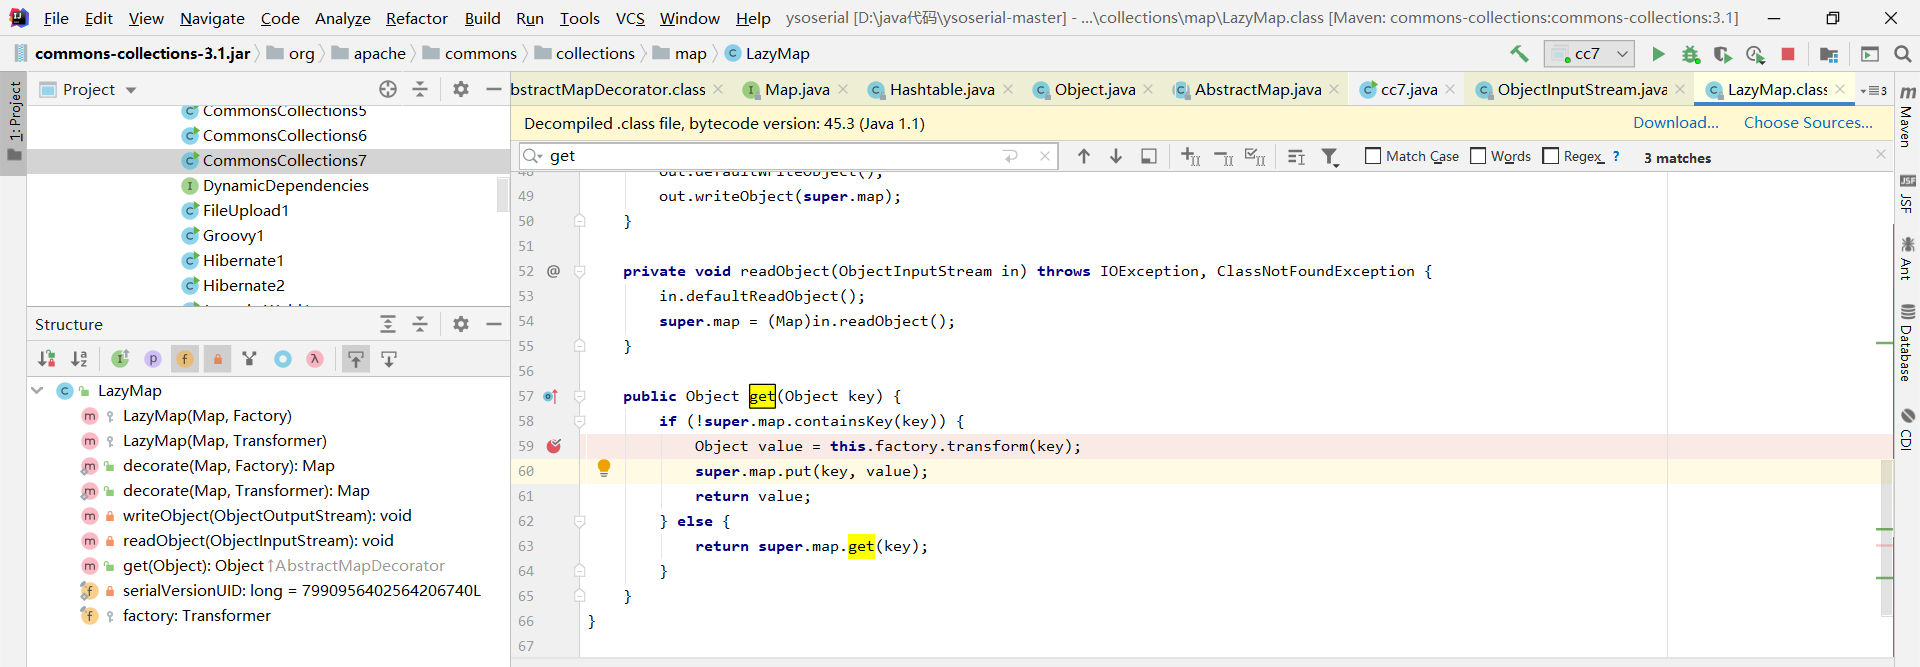 File Edit View Navigate Code Analyze Refactor Build Run Tools VCS Window Help ysoserial [D:\java代码\ysoserial-master] - ...\collections\map\LazyMap.class [Maven: commons-collections:commons-collections:3.1]
commons-collections-3.1.jar org apache commons collections map LazyMap cc7
Project
bstractMapDecorator.class Map.java Hashtable.java Object.java AbstractMap.java cc7.java ObjectInputStream.java LazyMap.class 3
1: Project
CommonsCollections5
CommonsCollections6
CommonsCollections7
DynamicDependencies
FileUpload1
Groovy1
Hibernate1
Hibernate2
Structure
LazyMap
LazyMap(Map, Factory)
LazyMap(Map, Transformer)
decorate(Map, Factory): Map
decorate(Map, Transformer): Map
writeObject(ObjectOutputStream): void
readObject(ObjectInputStream): void
get(Object): Object ↑AbstractMapDecorator
serialVersionUID: long = 7990956402564206740L
factory: Transformer
Decompiled .class file, bytecode version: 45.3 (Java 1.1) Download... Choose Sources...
get Match Case Words Regex ? 3 matches
48 out.defaultWriteObject();
49 out.writeObject(super.map);
50 }
51
52 @ private void readObject(ObjectInputStream in) throws IOException, ClassNotFoundException {
53 in.defaultReadObject();
54 super.map = (Map)in.readObject();
55 }
56
57 public Object get(Object key) {
58 if (!super.map.containsKey(key)) {
59 Object value = this.factory.transform(key);
60 super.map.put(key, value);
61 return value;
62 } else {
63 return super.map.get(key);
64 }
65 }
66 }
67
Maven
JSF
Ant
Database
CDI